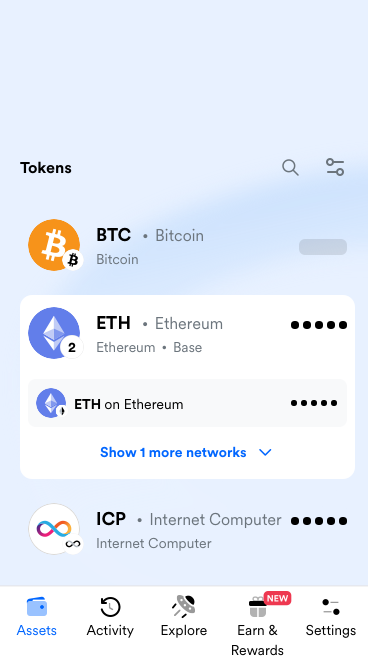 Tokens
BTC • Bitcoin
Bitcoin
ETH • Ethereum •••••
2
Ethereum • Base
ETH on Ethereum •••••
Show 1 more networks
ICP • Internet Computer •••••
Internet Computer
NEW
Assets Activity Explore Earn & Settings
Rewards